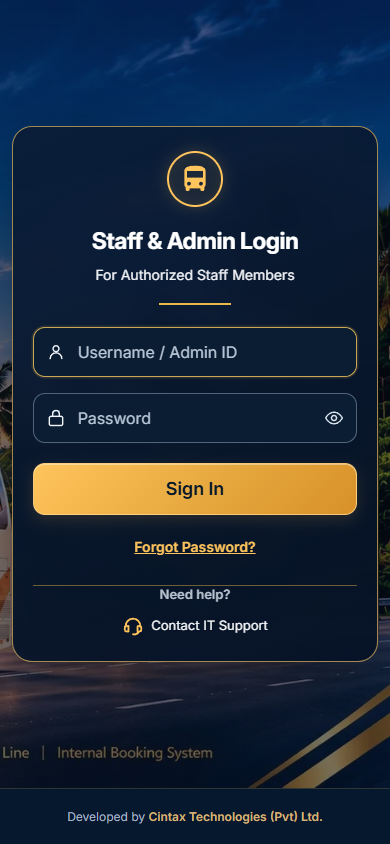 Staff & Admin Login
For Authorized Staff Members
Username / Admin ID
Password
Sign In
Forgot Password?
Need help?
Contact IT Support
Line | Internal Booking System
Developed by Cintax Technologies (Pvt) Ltd.